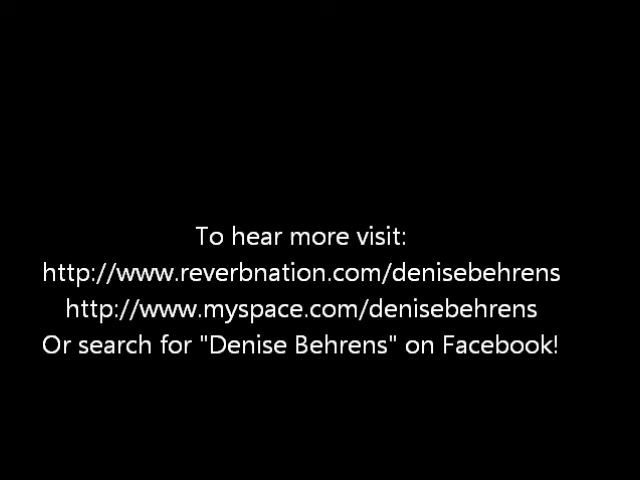 To hear more visit:
http://www.reverbnation.com/denisebehrens
http://www.myspace.com/denisebehrens
Or search for "Denise Behrens" on Facebook!